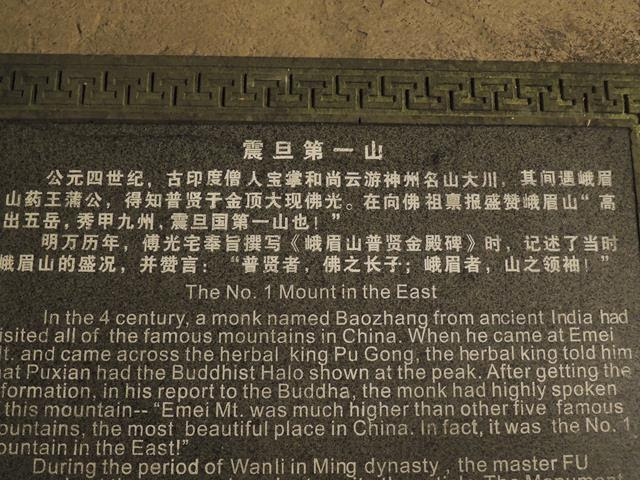 震旦第一山
公元四世纪，古印度僧人宝掌和尚云游神州名山大川，其间遇峨眉
山药王蒲公，得知普贤于金顶大现佛光。在向佛祖禀报盛赞峨眉山“高
出五岳，秀甲九州，震旦国第一山也！”
明万历年，傅光宅奉旨撰写《峨眉山普贤金殿碑》时，记述了当时
峨眉山的盛况，并赞言：“普贤者，佛之长子；峨眉者，山之领袖！”
The No. 1 Mount in the East
In the 4 century, a monk named Baozhang from ancient India had
isited all of the famous mountains in China. When he came at Emei
t. and came across the herbal king Pu Gong, the herbal king told him
at Puxian had the Buddhist Halo shown at the peak. After getting the
formation, in his report to the Buddha, the monk had highly spoken
this mountain-- “Emei Mt. was much higher than other five famous
ountains, the most beautiful place in China. In fact, it was the No. 1
ountain in the East!”
During the period of Wanli in Ming dynasty , the master FU